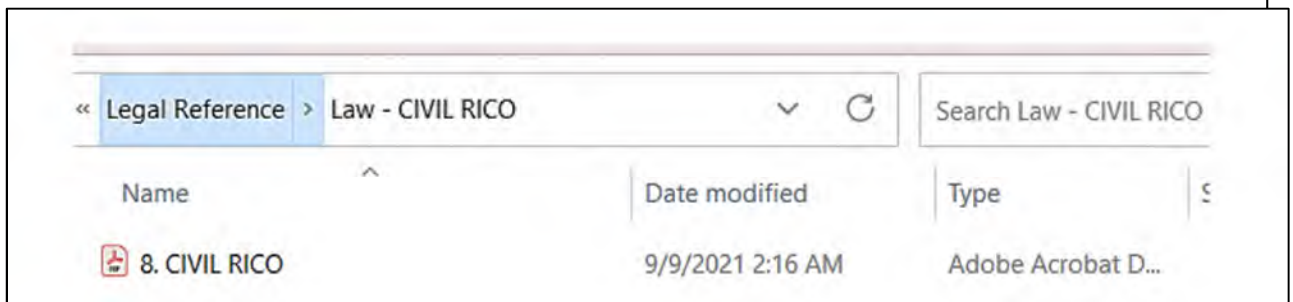 « Legal Reference > Law - CIVIL RICO Search Law - CIVIL RICO
Name Date modified Type
8. CIVIL RICO 9/9/2021 2:16 AM Adobe Acrobat D...